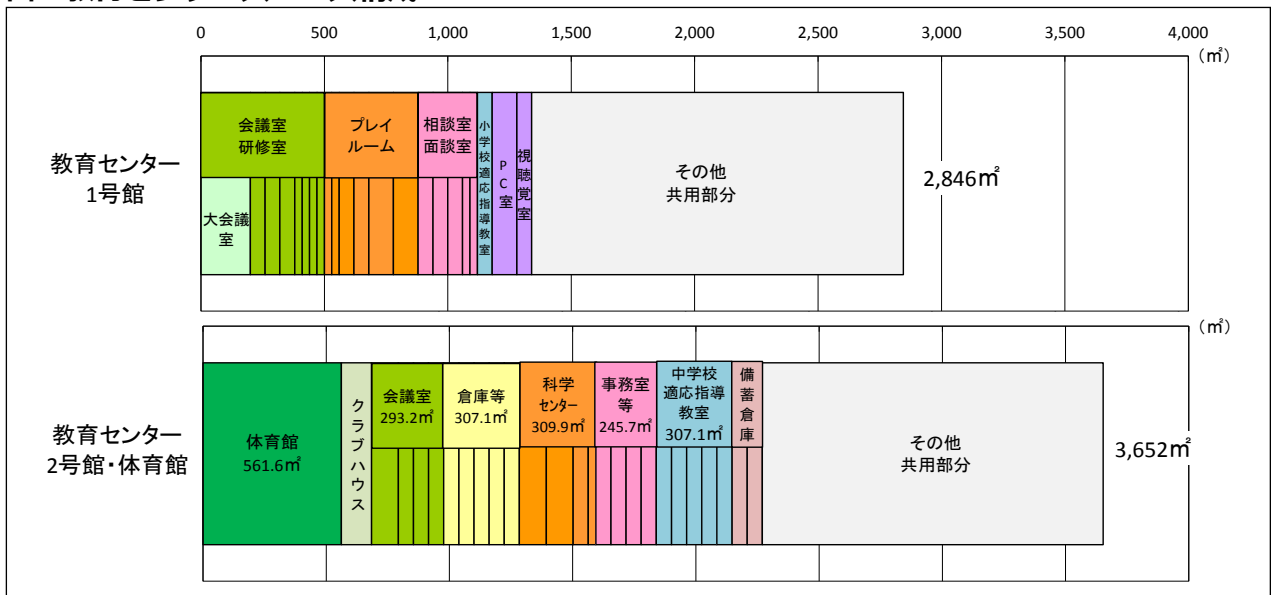 0 500 1,000 1,500 2,000 2,500 3,000 3,500 4,000
(㎡)
教育センター
1号館
会議室
研修室
大会議
室
プレイ
ルーム
相談室
面談室
小学校適応指導教室
PC室
視聴覚室
その他
共用部分
2,846㎡
(㎡)
教育センター
2号館・体育館
体育館
561.6㎡
クラブハウス
会議室
293.2㎡
倉庫等
307.1㎡
科学
センター
309.9㎡
事務室
等
245.7㎡
中学校
適応指導
教室
307.1㎡
備蓄倉庫
その他
共用部分
3,652㎡